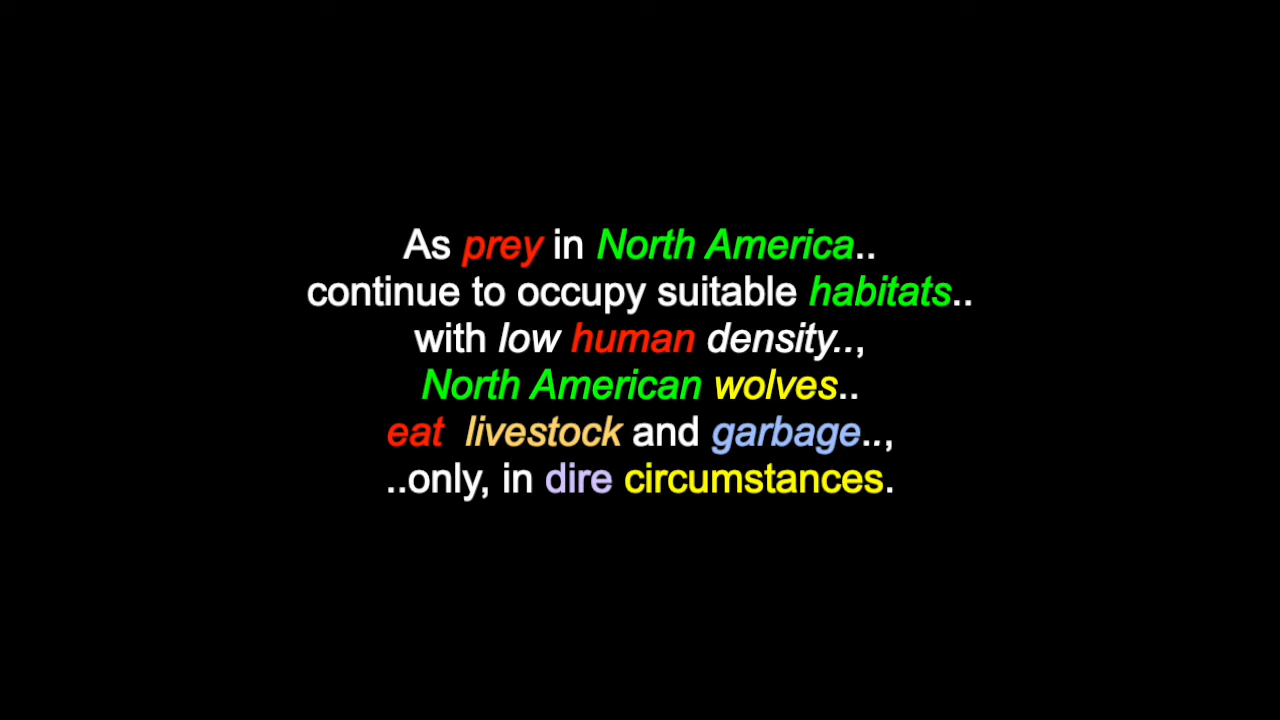 As prey in North America..
continue to occupy suitable habitats..
with low human density..,
North American wolves..
eat  livestock and garbage..,
..only, in dire circumstances.